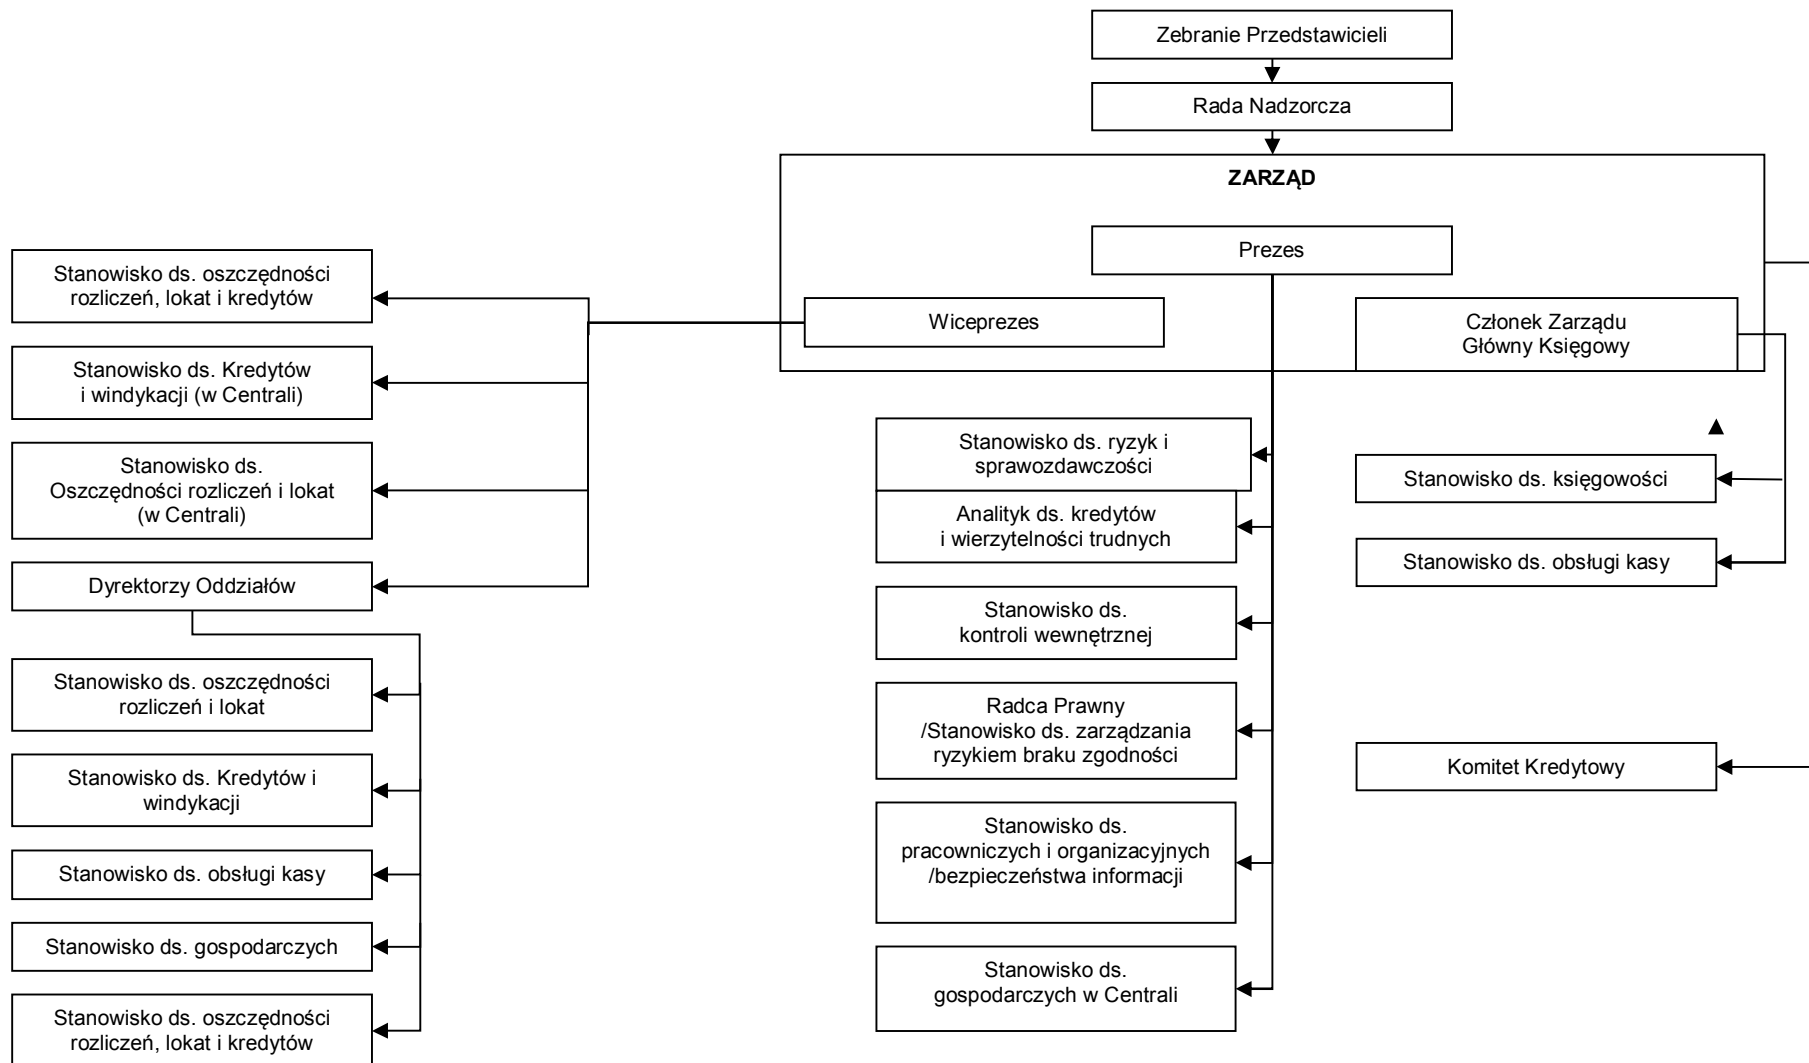 Zebranie Przedstawicieli
Rada Nadzorcza
ZARZĄD
Prezes
Wiceprezes
Członek Zarządu
Główny Księgowy
Stanowisko ds. oszczędności
rozliczeń, lokat i kredytów
Stanowisko ds. Kredytów
i windykacji (w Centrali)
Stanowisko ds.
Oszczędności rozliczeń i lokat
(w Centrali)
Dyrektorzy Oddziałów
Stanowisko ds. oszczędności
rozliczeń i lokat
Stanowisko ds. Kredytów i
windykacji
Stanowisko ds. obsługi kasy
Stanowisko ds. gospodarczych
Stanowisko ds. oszczędności
rozliczeń, lokat i kredytów
Stanowisko ds. ryzyk i
sprawozdawczości
Analityk ds. kredytów
i wierzytelności trudnych
Stanowisko ds.
kontroli wewnętrznej
Radca Prawny
/Stanowisko ds. zarządzania
ryzykiem braku zgodności
Stanowisko ds.
pracowniczych i organizacyjnych
/bezpieczeństwa informacji
Stanowisko ds.
gospodarczych w Centrali
Stanowisko ds. księgowości
Stanowisko ds. obsługi kasy
Komitet Kredytowy